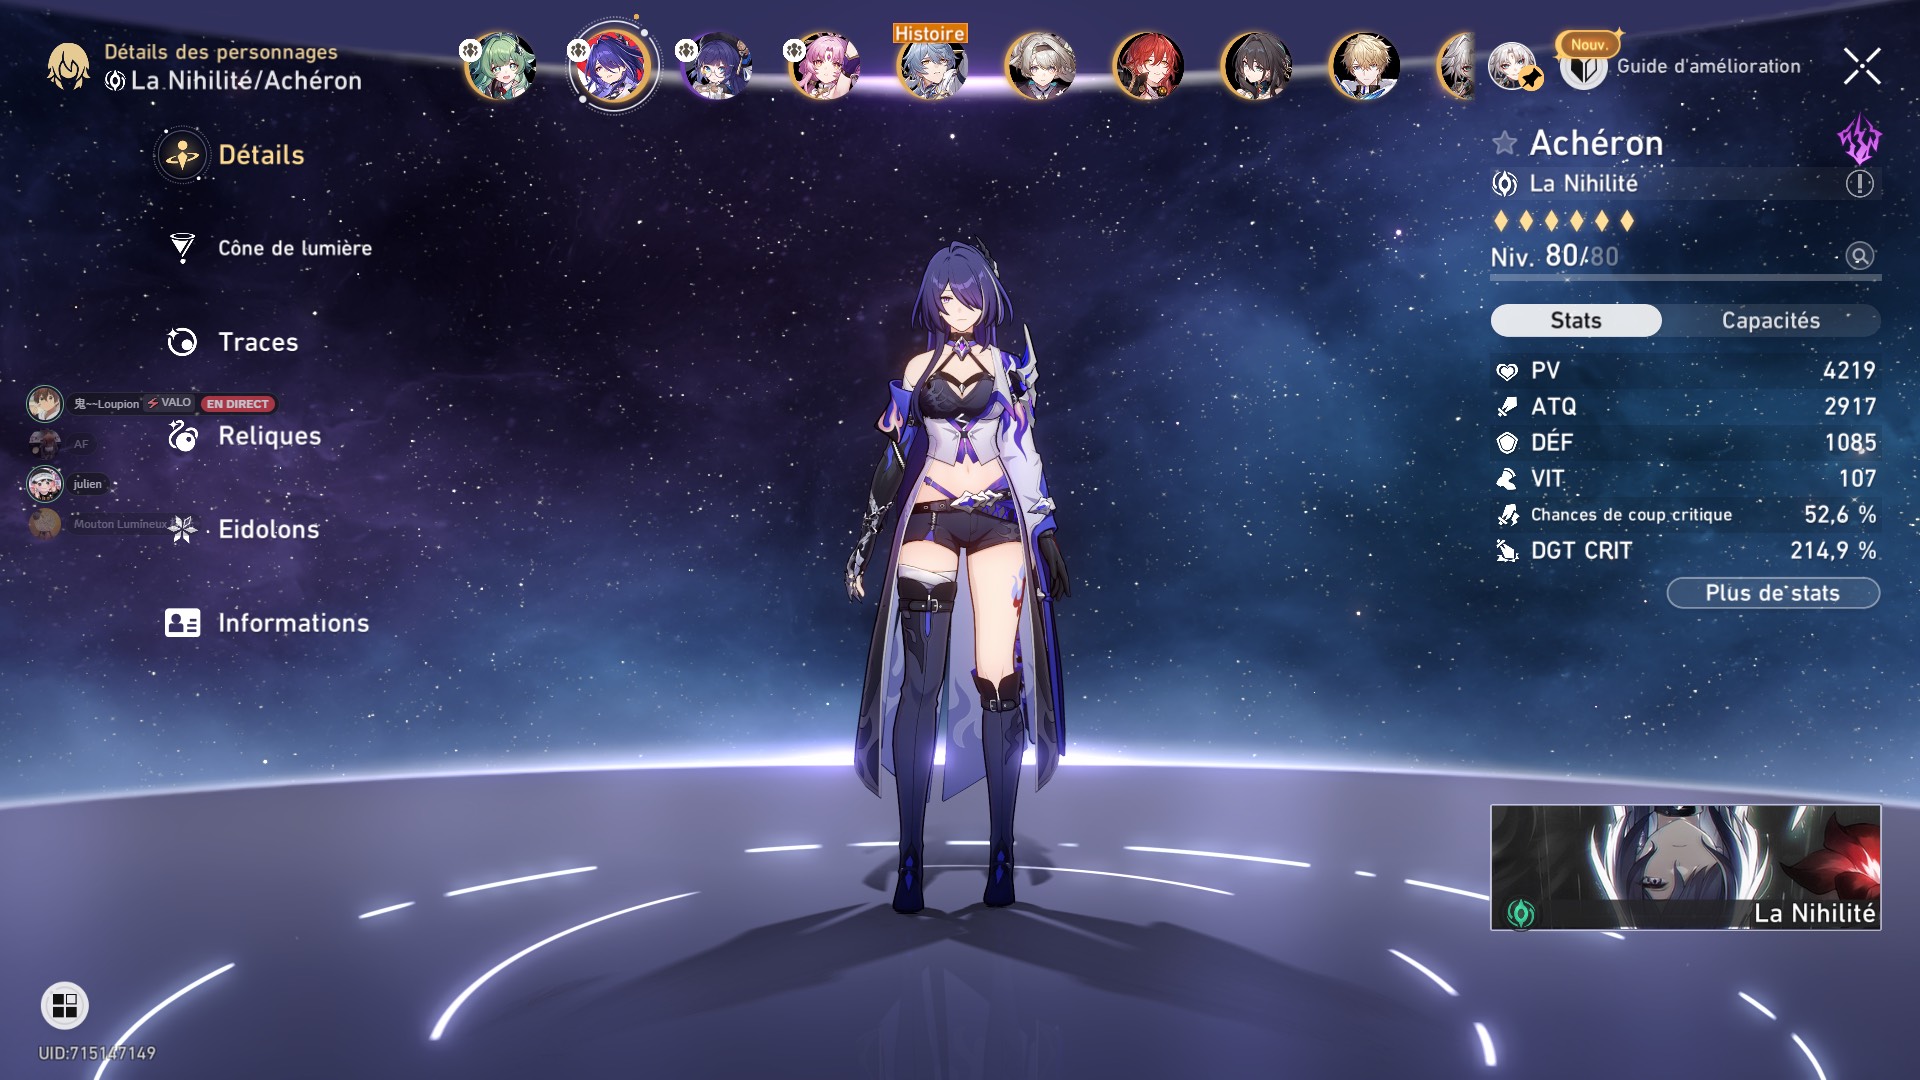 Détails des personnages
La Nihilité/Achéron
Histoire
Nouv.
Guide d'amélioration
Détails
Cône de lumière
Traces
鬼~~Loupion VALO EN DIRECT
AF
Reliques
julien
Mouton Lumineux
Eidolons
Informations
Achéron
La Nihilité
Niv. 80/80
Stats
Capacités
PV 4219
ATQ 2917
DÉF 1085
VIT 107
Chances de coup critique 52,6 %
DGT CRIT 214,9 %
Plus de stats
La Nihilité
UID:715147149